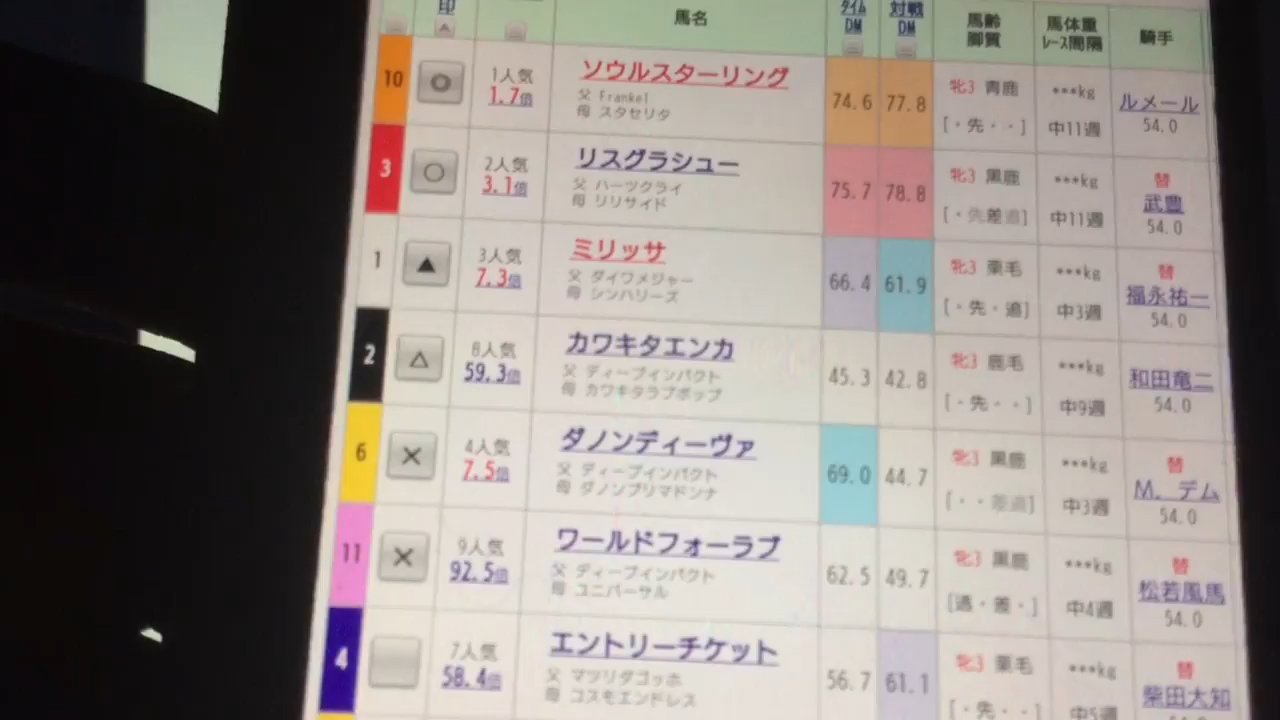 印 馬名 タイムDM 対戦DM 馬齢 脚質 馬体重 レース間隔 騎手
10 ◎ 1人気 1.7倍 ソウルスターリング 父 Frankel 母 スタセリタ 74.6 77.8 牝3 青鹿 [・先・・] ***kg 中11週 ルメール 54.0
3 ○ 2人気 3.1倍 リスグラシュー 父 ハーツクライ 母 リリサイド 75.7 78.8 牝3 黒鹿 [・先差追] ***kg 中11週 替 武豊 54.0
1 ▲ 3人気 7.3倍 ミリッサ 父 ダイワメジャー 母 シンハリーズ 66.4 61.9 牝3 栗毛 [・先・追] ***kg 中3週 替 福永祐一 54.0
2 △ 8人気 59.3倍 カワキタエンカ 父 ディープインパクト 母 カワキタラブポップ 45.3 42.8 牝3 鹿毛 [・先・・] ***kg 中9週 和田竜二 54.0
6 × 4人気 7.5倍 ダノンディーヴァ 父 ディープインパクト 母 ダノンプリマドンナ 69.0 44.7 牝3 黒鹿 [・・差追] ***kg 中3週 替 M.デム 54.0
11 × 9人気 92.5倍 ワールドフォーラブ 父 ディープインパクト 母 ユニバーサル 62.5 49.7 牝3 黒鹿 [逃・差・] ***kg 中4週 替 松若風馬 54.0
4 7人気 58.4倍 エントリーチケット 父 マツリダゴッホ 母 コスモエンドレス 56.7 61.1 牝3 栗毛 [・先・・] ***kg 中5週 替 柴田大知